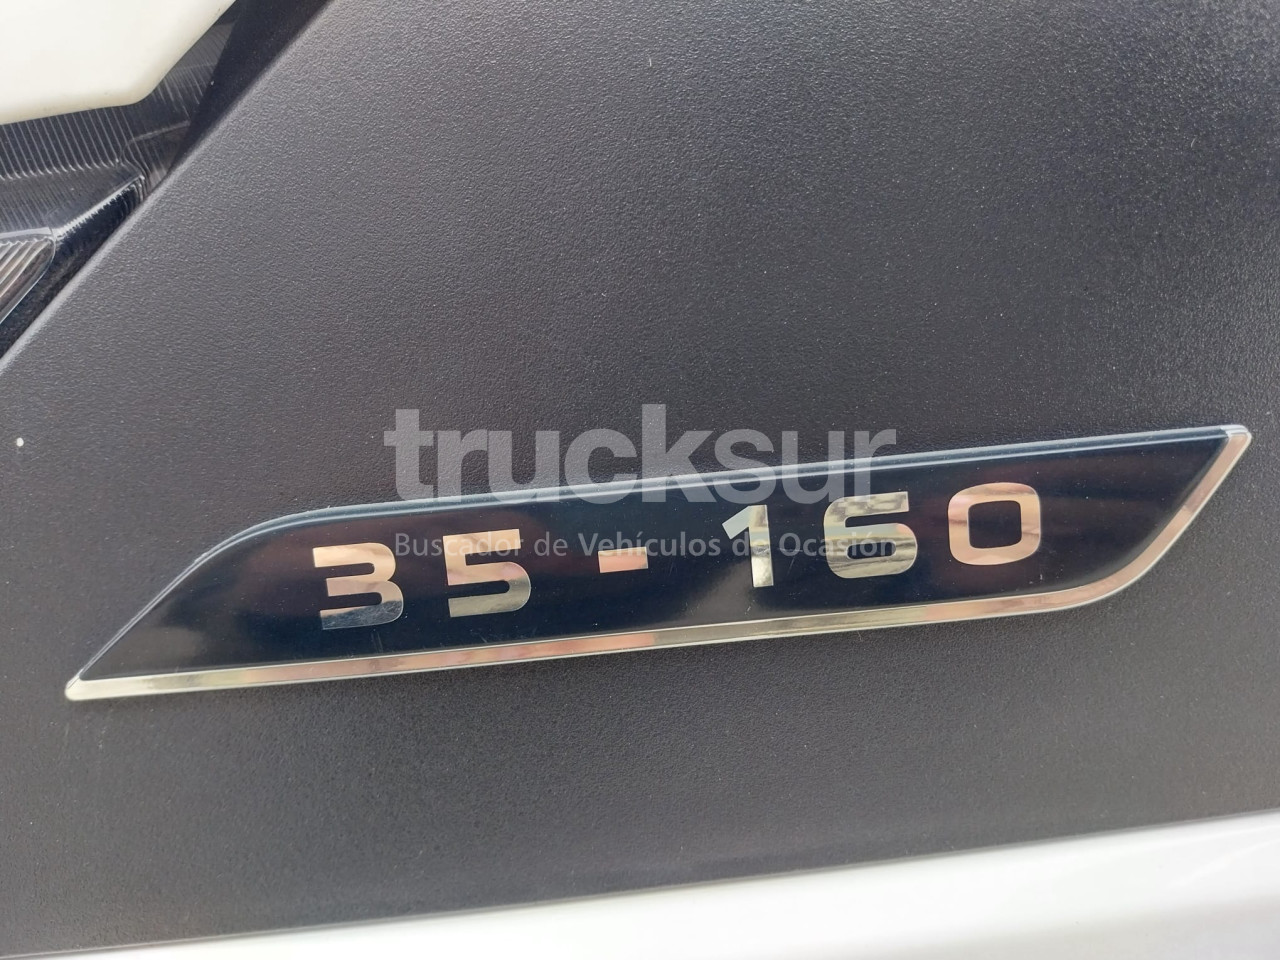 trucksur
Buscador de Vehículos de Ocasión
35-160